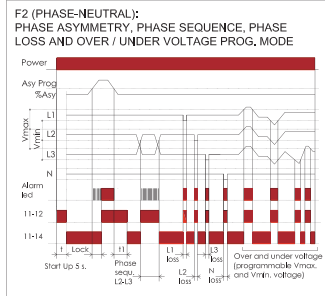 F2 (PHASE-NEUTRAL):
PHASE ASYMMETRY, PHASE SEQUENCE, PHASE
LOSS AND OVER / UNDER VOLTAGE PROG. MODE
Power
Asy Prog
%Asy
Vmax
Vmin
L1
L2
L3
N
Alarm
led
11-12
11-14
t
Lock
t1
L1
loss
L3
loss
Over and under voltage
(programmable Vmax.
and Vmin. voltage)
Start Up 5 s.
Phase
sequ.
L2-L3
L2
loss
N
loss